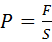 P = F/S